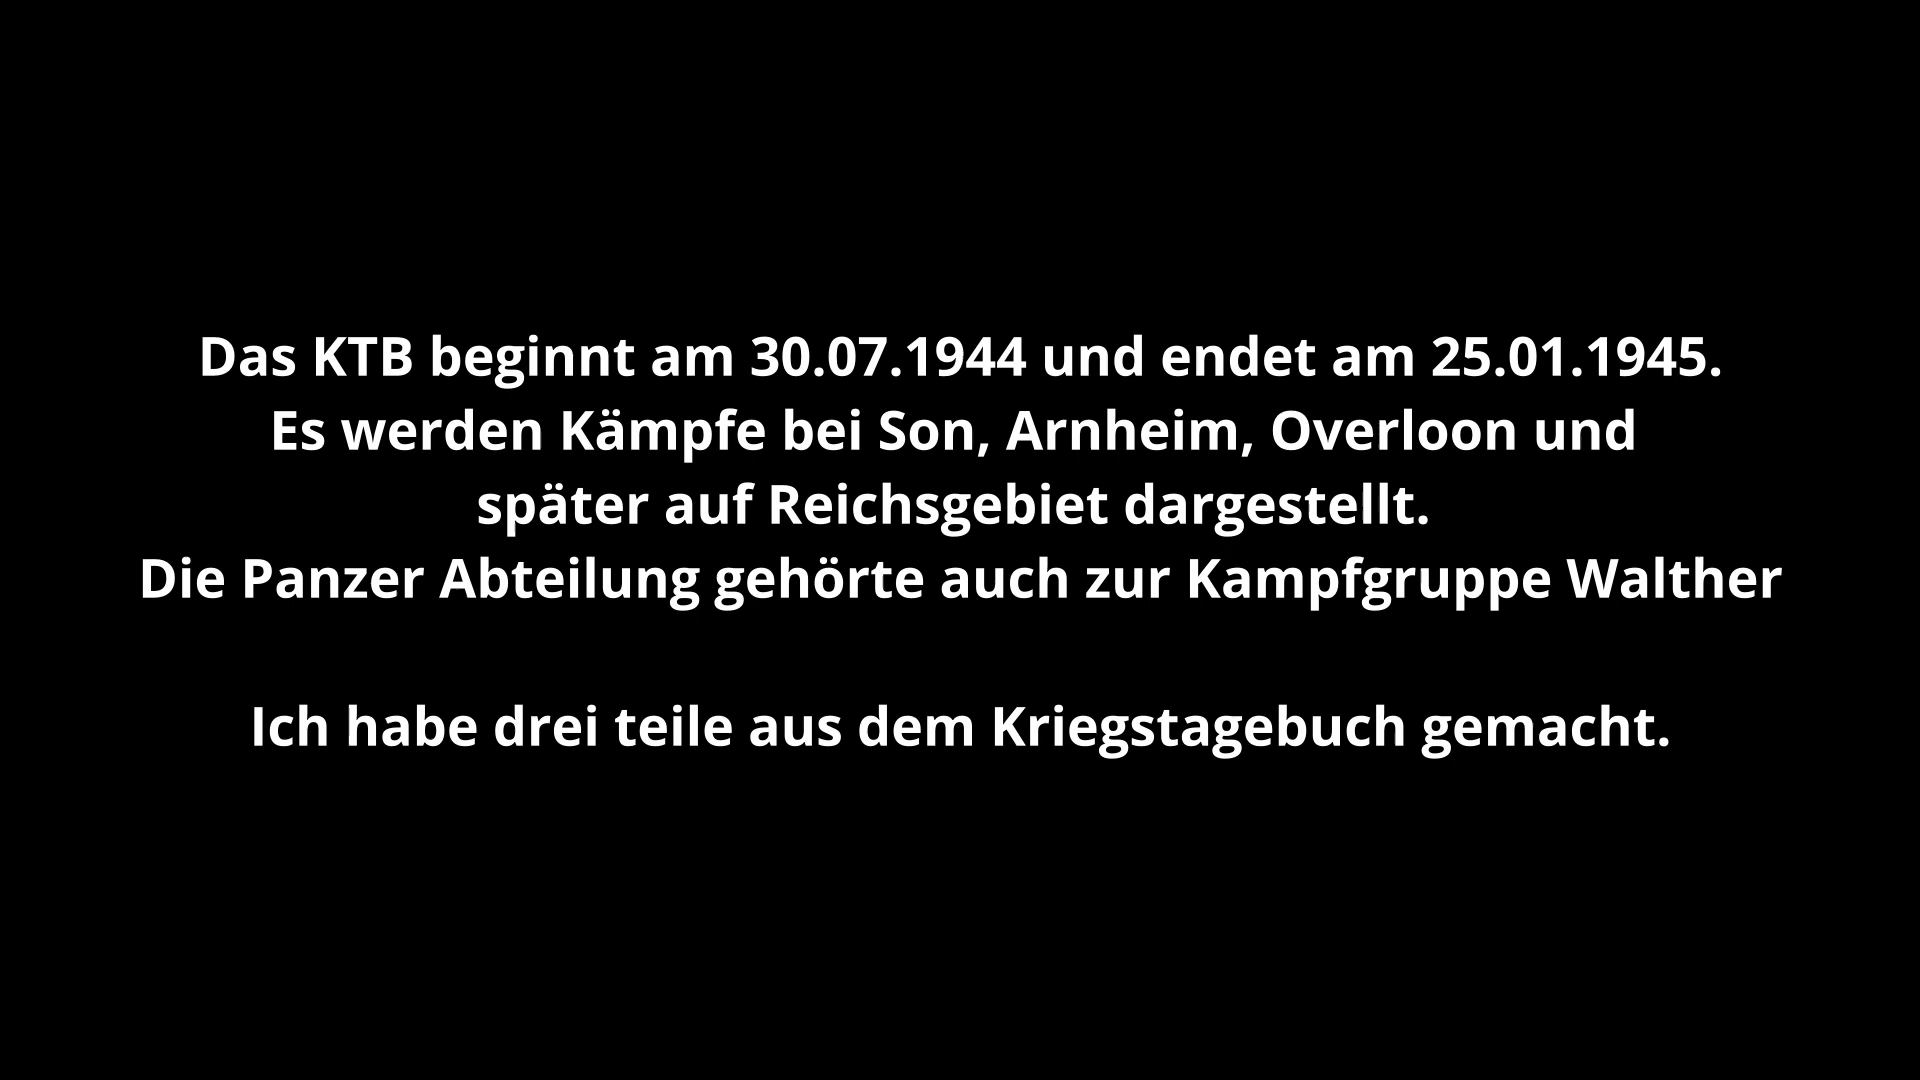 Das KTB beginnt am 30.07.1944 und endet am 25.01.1945.
Es werden Kämpfe bei Son, Arnheim, Overloon und
später auf Reichsgebiet dargestellt.
Die Panzer Abteilung gehörte auch zur Kampfgruppe Walther
Ich habe drei teile aus dem Kriegstagebuch gemacht.